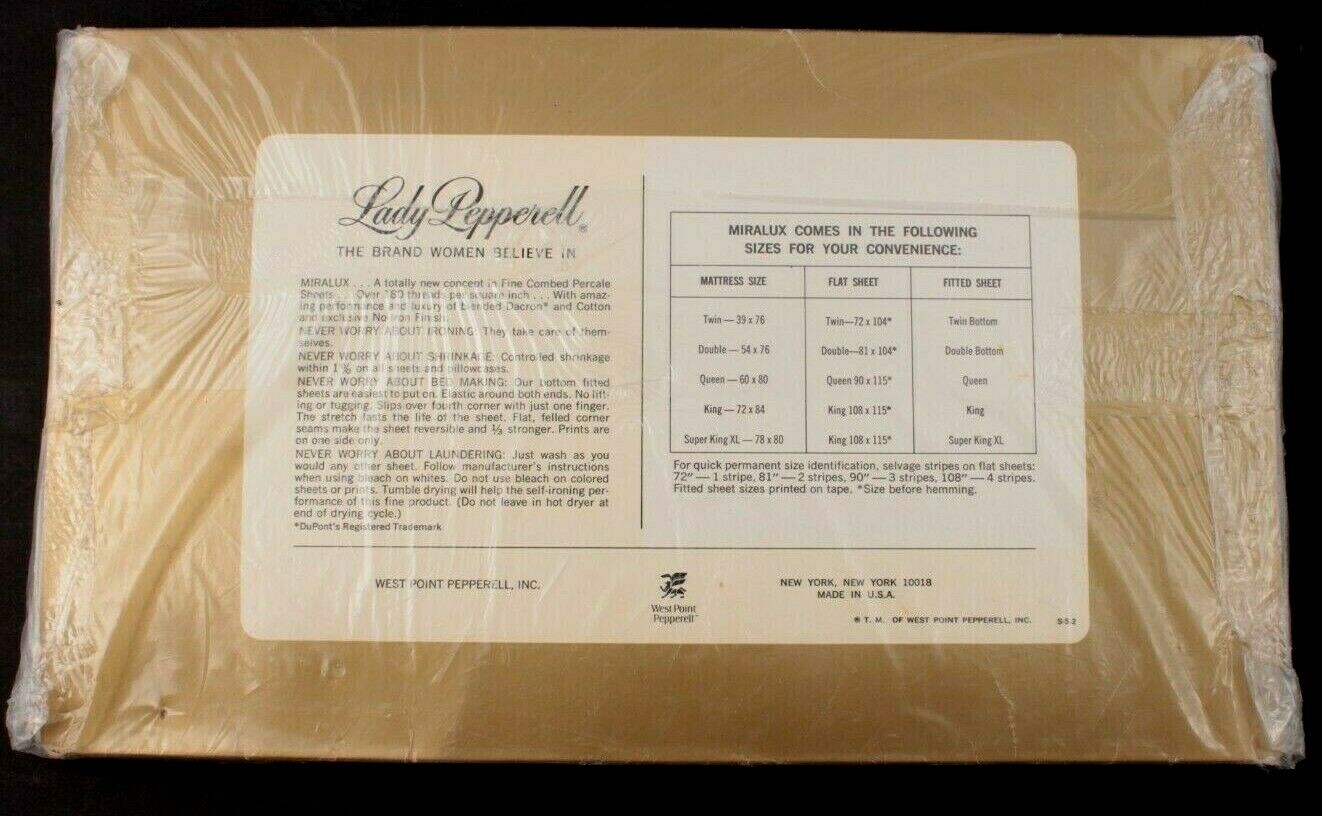 Lady Pepperell®
THE BRAND WOMEN BELIEVE IN
MIRALUX . . . A totally new concept in Fine Combed Percale
Sheets . . . Over 180 threads per square inch . . . With amaz-
ing performance and luxury of blended Dacron* and Cotton
and exclusive No-Iron Finish.
NEVER WORRY ABOUT IRONING: They take care of them-
selves.
NEVER WORRY ABOUT SHRINKAGE: Controlled shrinkage
within 1% on all sheets and pillowcases.
NEVER WORRY ABOUT BED MAKING: Our bottom fitted
sheets are easiest to put on. Elastic around both ends. No lift-
ing or tugging. Slips over fourth corner with just one finger.
The stretch lasts the life of the sheet. Flat, felled corner
seams make the sheet reversible and ⅓ stronger. Prints are
on one side only.
NEVER WORRY ABOUT LAUNDERING: Just wash as you
would any other sheet. Follow manufacturer's instructions
when using bleach on whites. Do not use bleach on colored
sheets or prints. Tumble drying will help the self-ironing per-
formance of this fine product. (Do not leave in hot dryer at
end of drying cycle.)
*DuPont's Registered Trademark
MIRALUX COMES IN THE FOLLOWING
SIZES FOR YOUR CONVENIENCE:
MATTRESS SIZE FLAT SHEET FITTED SHEET
Twin — 39 x 76 Twin—72 x 104* Twin Bottom
Double — 54 x 76 Double—81 x 104* Double Bottom
Queen — 60 x 80 Queen 90 x 115* Queen
King — 72 x 84 King 108 x 115* King
Super King XL — 78 x 80 King 108 x 115* Super King XL
For quick permanent size identification, selvage stripes on flat sheets:
72" — 1 stripe, 81" — 2 stripes, 90" — 3 stripes, 108" — 4 stripes.
Fitted sheet sizes printed on tape. *Size before hemming.
WEST POINT PEPPERELL, INC.
West Point
Pepperell™
NEW YORK, NEW YORK 10018
MADE IN U.S.A.
® T. M. OF WEST POINT PEPPERELL, INC.
S-5-2